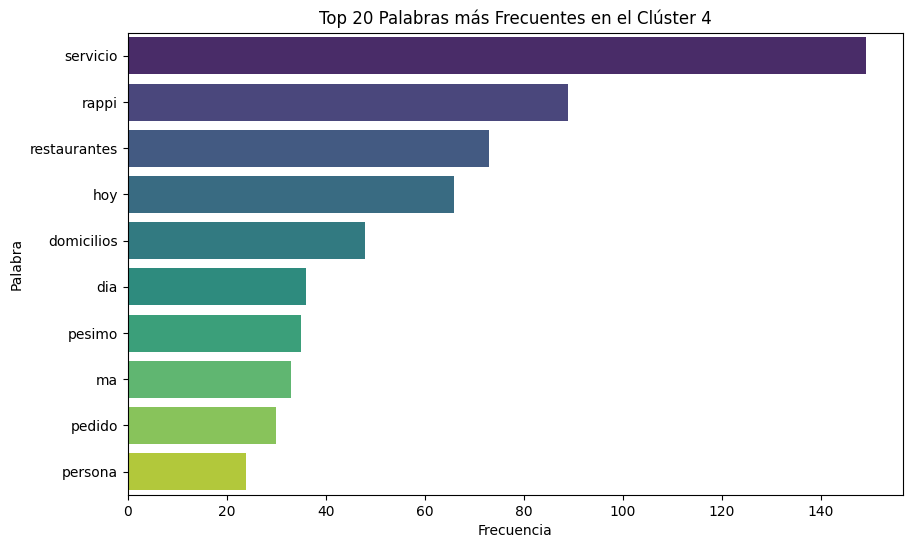 Top 20 Palabras más Frecuentes en el Clúster 4
Palabra
servicio
rappi
restaurantes
hoy
domicilios
dia
pesimo
ma
pedido
persona
0 20 40 60 80 100 120 140
Frecuencia